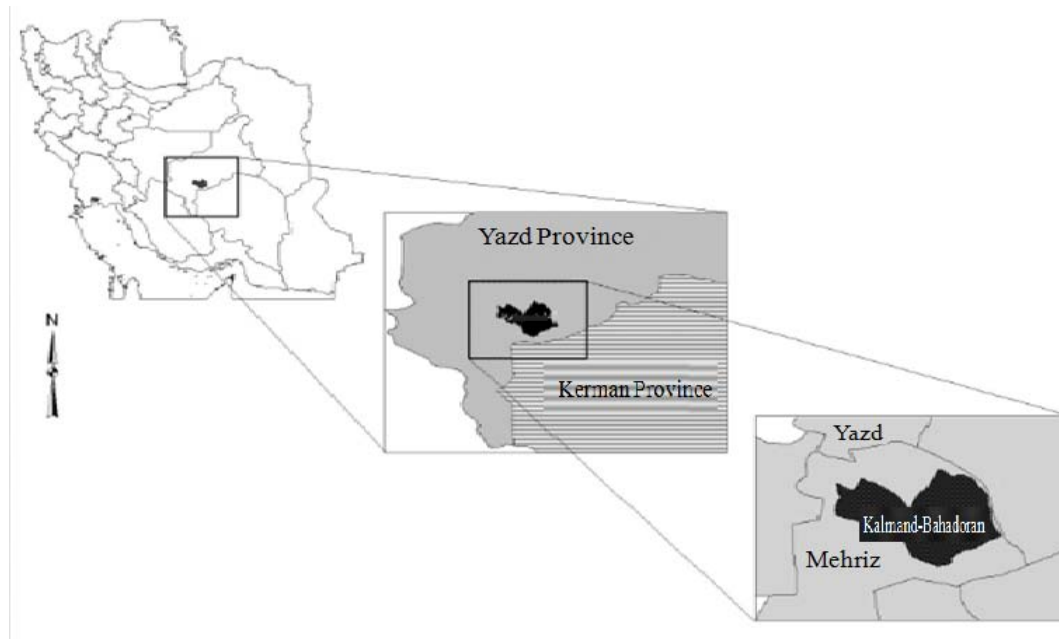 Yazd Province
N
Kerman Province
Yazd
Kalmand-Bahadoran
Mehriz